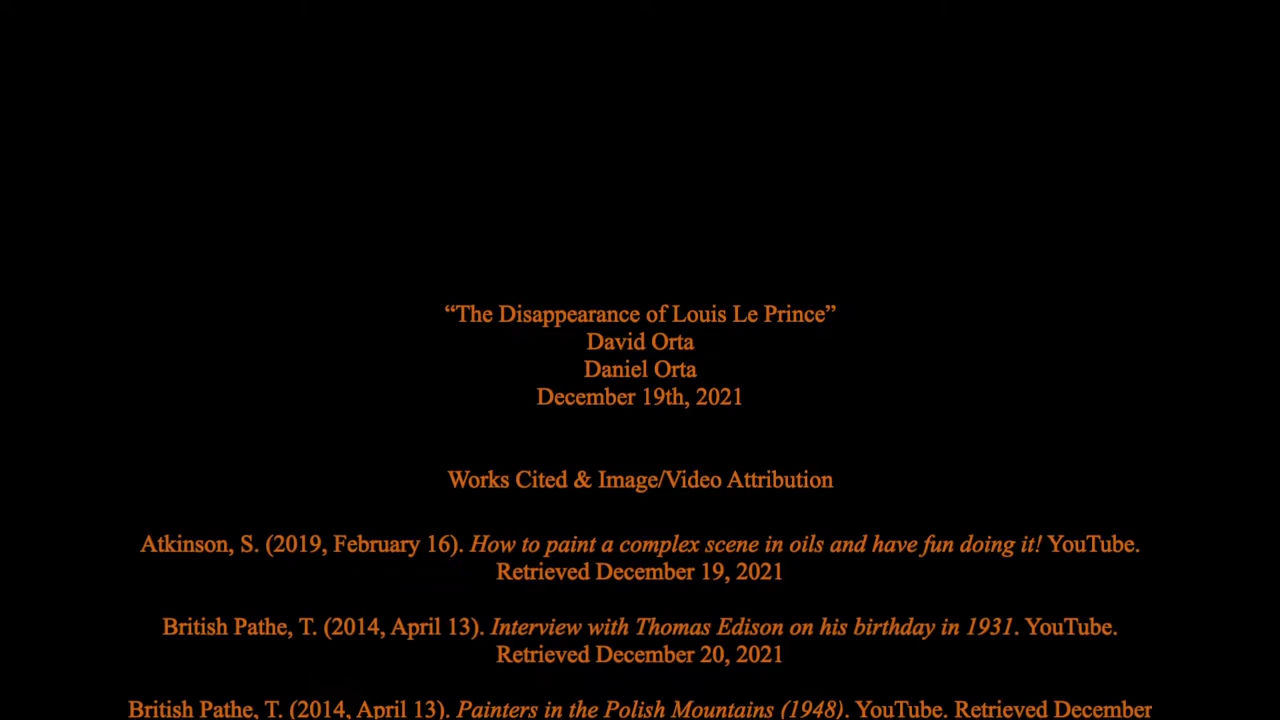 “The Disappearance of Louis Le Prince”
David Orta
Daniel Orta
December 19th, 2021
Works Cited & Image/Video Attribution
Atkinson, S. (2019, February 16). How to paint a complex scene in oils and have fun doing it! YouTube.
Retrieved December 19, 2021
British Pathe, T. (2014, April 13). Interview with Thomas Edison on his birthday in 1931. YouTube.
Retrieved December 20, 2021
British Pathe, T. (2014, April 13). Painters in the Polish Mountains (1948). YouTube. Retrieved December